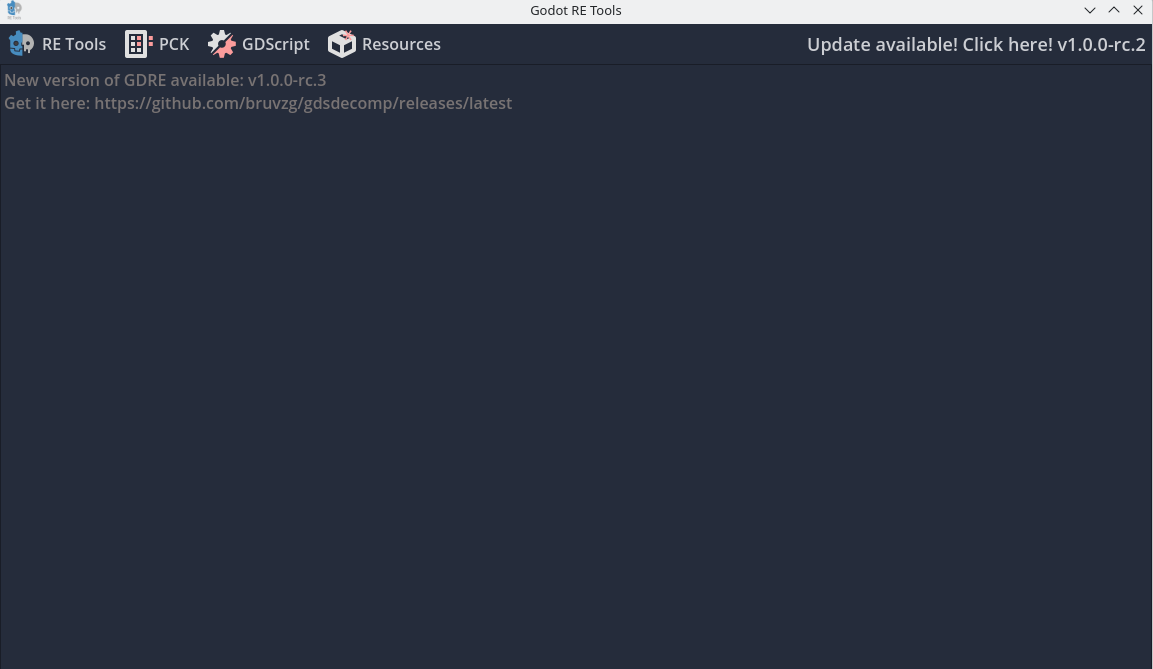 Godot RE Tools
RE Tools PCK GDScript Resources Update available! Click here! v1.0.0-rc.2
New version of GDRE available: v1.0.0-rc.3
Get it here: https://github.com/bruvzg/gdsdecomp/releases/latest